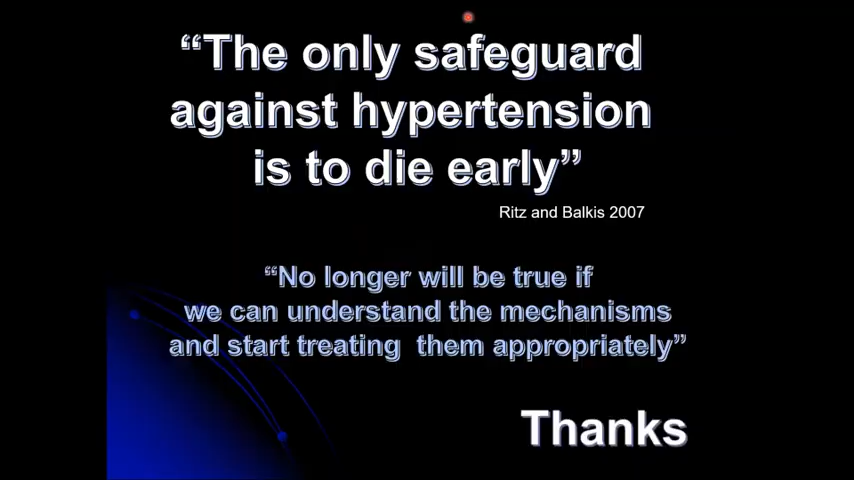 “The only safeguard
against hypertension
is to die early”
Ritz and Balkis 2007
“No longer will be true if
we can understand the mechanisms
and start treating them appropriately”
Thanks